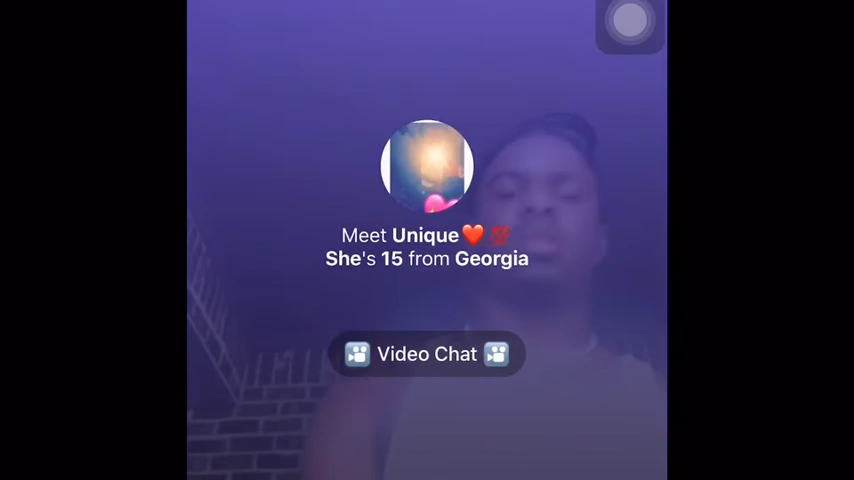 Meet Unique❤️ 💯
She's 15 from Georgia
🎦 Video Chat 🎦